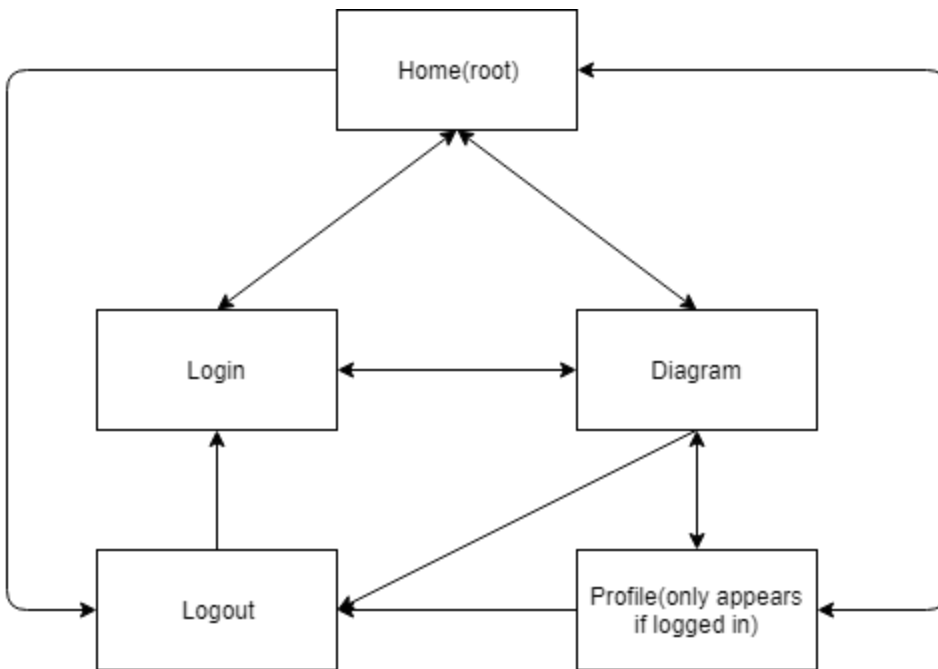 Home(root)
Login
Diagram
Logout
Profile(only appears
if logged in)